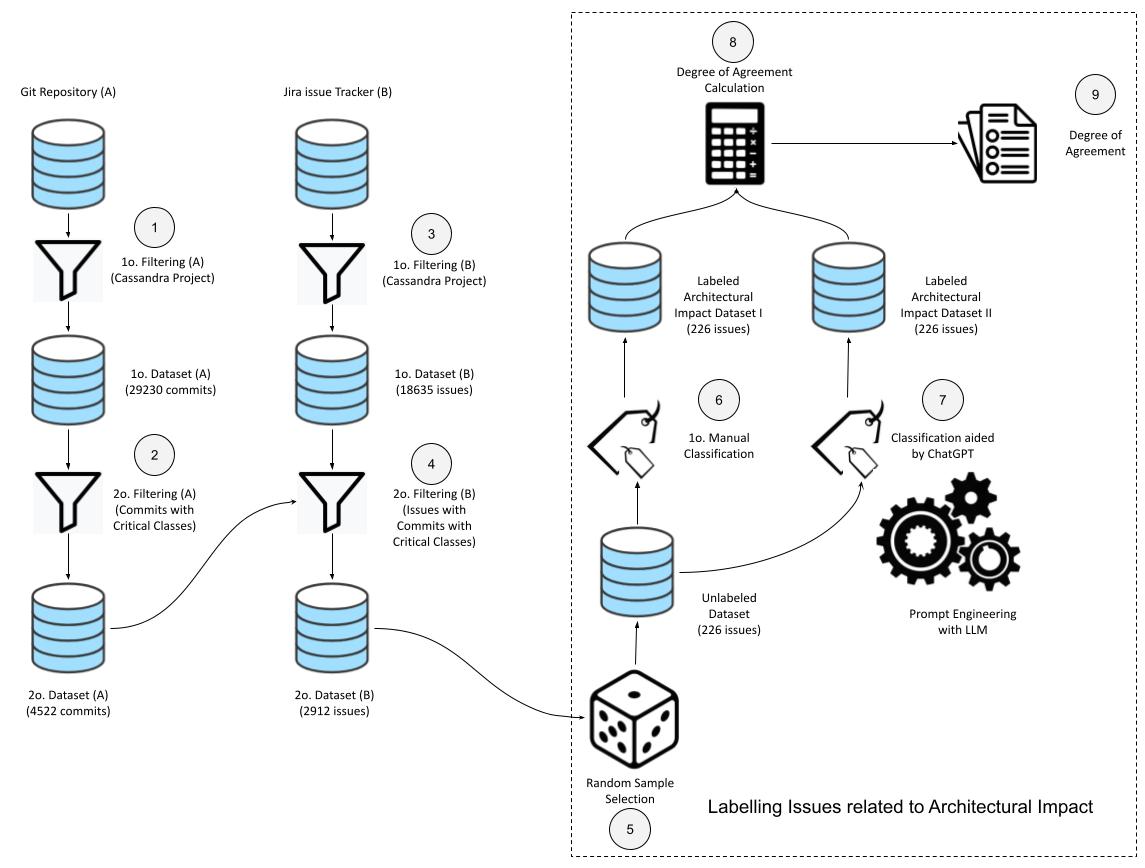 Git Repository (A)
1
1o. Filtering (A)
(Cassandra Project)
1o. Dataset (A)
(29230 commits)
2
2o. Filtering (A)
(Commits with
Critical Classes)
2o. Dataset (A)
(4522 commits)
Jira issue Tracker (B)
3
1o. Filtering (B)
(Cassandra Project)
1o. Dataset (B)
(18635 issues)
4
2o. Filtering (B)
(Issues with
Commits with
Critical Classes)
2o. Dataset (B)
(2912 issues)
8
Degree of Agreement
Calculation
9
Degree of
Agreement
Labeled
Architectural
Impact Dataset I
(226 issues)
Labeled
Architectural
Impact Dataset II
(226 issues)
6
1o. Manual
Classification
7
Classification aided
by ChatGPT
Prompt Engineering
with LLM
Unlabeled
Dataset
(226 issues)
Random Sample
Selection
5
Labelling Issues related to Architectural Impact